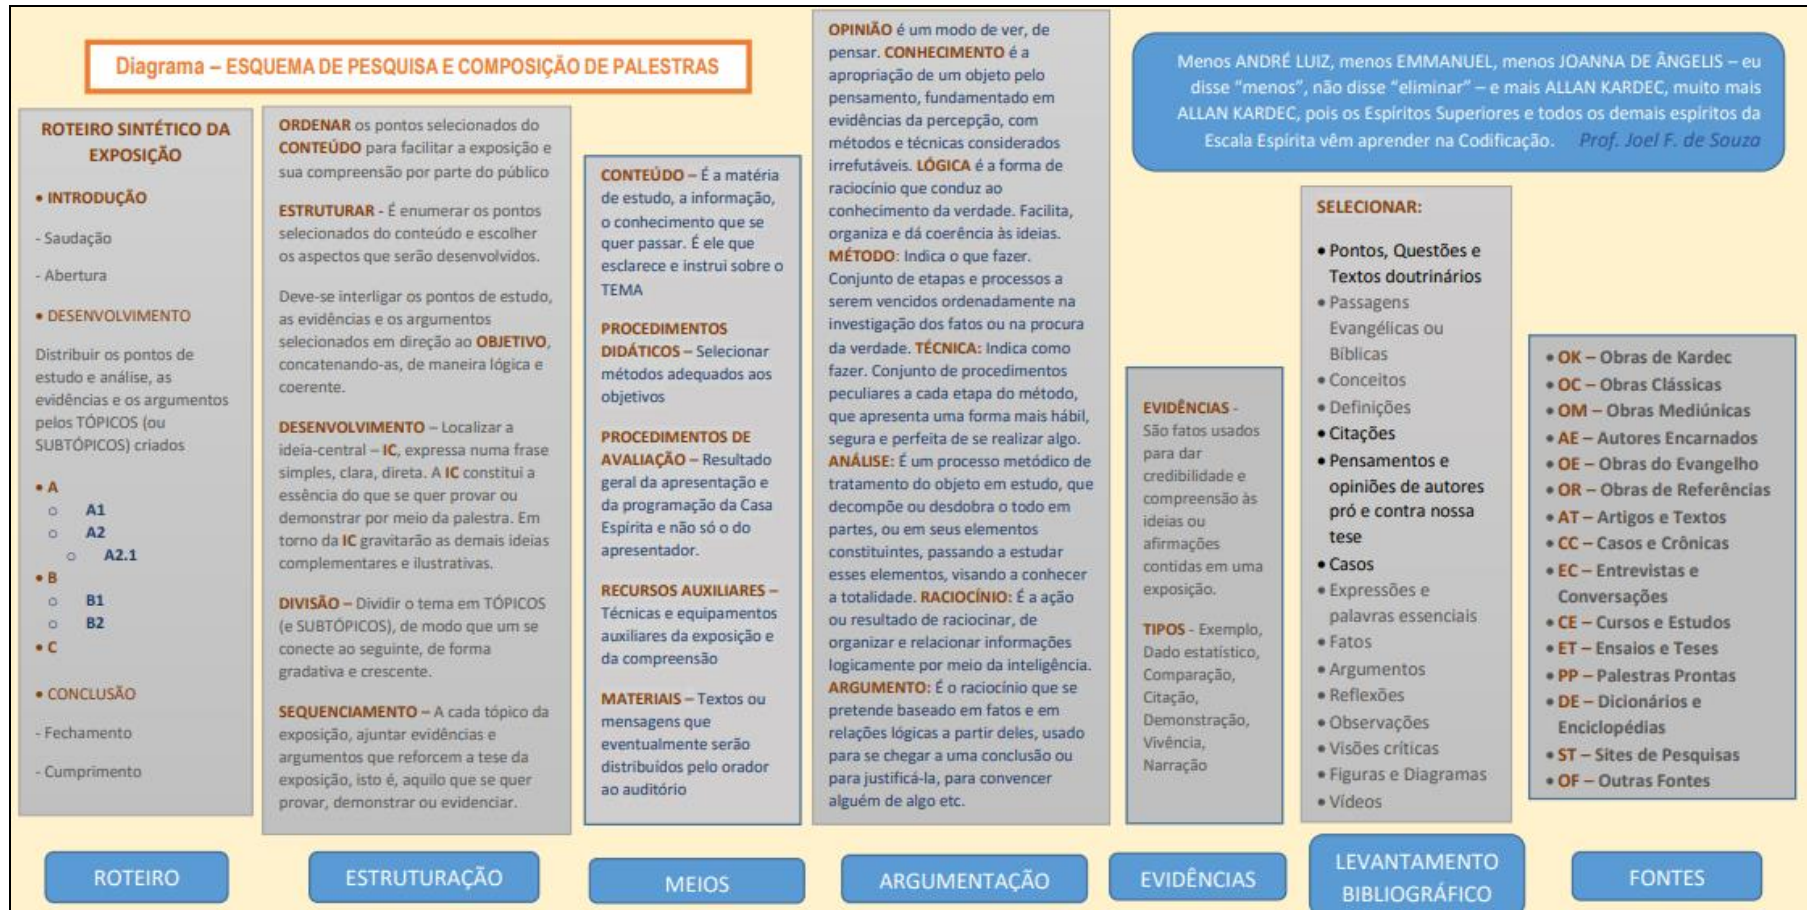 Diagrama – ESQUEMA DE PESQUISA E COMPOSIÇÃO DE PALESTRAS
ROTEIRO SINTÉTICO DA
EXPOSIÇÃO
• INTRODUÇÃO
- Saudação
- Abertura
• DESENVOLVIMENTO
Distribuir os pontos de
estudo e análise, as
evidências e os argumentos
pelos TÓPICOS (ou
SUBTÓPICOS) criados
• A
o A1
o A2
o A2.1
• B
o B1
o B2
• C
• CONCLUSÃO
- Fechamento
- Cumprimento
ROTEIRO
ORDENAR os pontos selecionados do
CONTEÚDO para facilitar a exposição e
sua compreensão por parte do público
ESTRUTURAR - É enumerar os pontos
selecionados do conteúdo e escolher
os aspectos que serão desenvolvidos.
Deve-se interligar os pontos de estudo,
as evidências e os argumentos
selecionados em direção ao OBJETIVO,
concatenando-as, de maneira lógica e
coerente.
DESENVOLVIMENTO – Localizar a
ideia-central – IC, expressa numa frase
simples, clara, direta. A IC constitui a
essência do que se quer provar ou
demonstrar por meio da palestra. Em
torno da IC gravitarão as demais ideias
complementares e ilustrativas.
DIVISÃO – Dividir o tema em TÓPICOS
(e SUBTÓPICOS), de modo que um se
conecte ao seguinte, de forma
gradativa e crescente.
SEQUENCIAMENTO – A cada tópico da
exposição, ajuntar evidências e
argumentos que reforcem a tese da
exposição, isto é, aquilo que se quer
provar, demonstrar ou evidenciar.
ESTRUTURAÇÃO
CONTEÚDO – É a matéria
de estudo, a informação,
o conhecimento que se
quer passar. É ele que
esclarece e instrui sobre o
TEMA
PROCEDIMENTOS
DIDÁTICOS – Selecionar
métodos adequados aos
objetivos
PROCEDIMENTOS DE
AVALIAÇÃO – Resultado
geral da apresentação e
da programação da Casa
Espírita e não só o do
apresentador.
RECURSOS AUXILIARES –
Técnicas e equipamentos
auxiliares da exposição e
da compreensão
MATERIAIS – Textos ou
mensagens que
eventualmente serão
distribuídos pelo orador
ao auditório
MEIOS
OPINIÃO é um modo de ver, de
pensar. CONHECIMENTO é a
apropriação de um objeto pelo
pensamento, fundamentado em
evidências da percepção, com
métodos e técnicas considerados
irrefutáveis. LÓGICA é a forma de
raciocínio que conduz ao
conhecimento da verdade. Facilita,
organiza e dá coerência às ideias.
MÉTODO: Indica o que fazer.
Conjunto de etapas e processos a
serem vencidos ordenadamente na
investigação dos fatos ou na procura
da verdade. TÉCNICA: Indica como
fazer. Conjunto de procedimentos
peculiares a cada etapa do método,
que apresenta uma forma mais hábil,
segura e perfeita de se realizar algo.
ANÁLISE: É um processo metódico de
tratamento do objeto em estudo, que
decompõe ou desdobra o todo em
partes, ou em seus elementos
constituintes, passando a estudar
esses elementos, visando a conhecer
a totalidade. RACIOCÍNIO: É a ação
ou resultado de raciocinar, de
organizar e relacionar informações
logicamente por meio da inteligência.
ARGUMENTO: É o raciocínio que se
pretende baseado em fatos e em
relações lógicas a partir deles, usado
para se chegar a uma conclusão ou
para justificá-la, para convencer
alguém de algo etc.
ARGUMENTAÇÃO
Menos ANDRÉ LUIZ, menos EMMANUEL, menos JOANNA DE ÂNGELIS – eu
disse "menos", não disse "eliminar" – e mais ALLAN KARDEC, muito mais
ALLAN KARDEC, pois os Espíritos Superiores e todos os demais espíritos da
Escala Espírita vêm aprender na Codificação. Prof. Joel F. de Souza
EVIDÊNCIAS -
São fatos usados
para dar
credibilidade e
compreensão às
ideias ou
afirmações
contidas em uma
exposição.
TIPOS - Exemplo,
Dado estatístico,
Comparação,
Citação,
Demonstração,
Vivência,
Narração
EVIDÊNCIAS
SELECIONAR:
• Pontos, Questões e
Textos doutrinários
• Passagens
Evangélicas ou
Bíblicas
• Conceitos
• Definições
• Citações
• Pensamentos e
opiniões de autores
pró e contra nossa
tese
• Casos
• Expressões e
palavras essenciais
• Fatos
• Argumentos
• Reflexões
• Observações
• Visões críticas
• Figuras e Diagramas
• Vídeos
LEVANTAMENTO
BIBLIOGRÁFICO
• OK – Obras de Kardec
• OC – Obras Clássicas
• OM – Obras Mediúnicas
• AE – Autores Encarnados
• OE – Obras do Evangelho
• OR – Obras de Referências
• AT – Artigos e Textos
• CC – Casos e Crônicas
• EC – Entrevistas e
Conversações
• CE – Cursos e Estudos
• ET – Ensaios e Teses
• PP – Palestras Prontas
• DE – Dicionários e
Enciclopédias
• ST – Sites de Pesquisas
• OF – Outras Fontes
FONTES